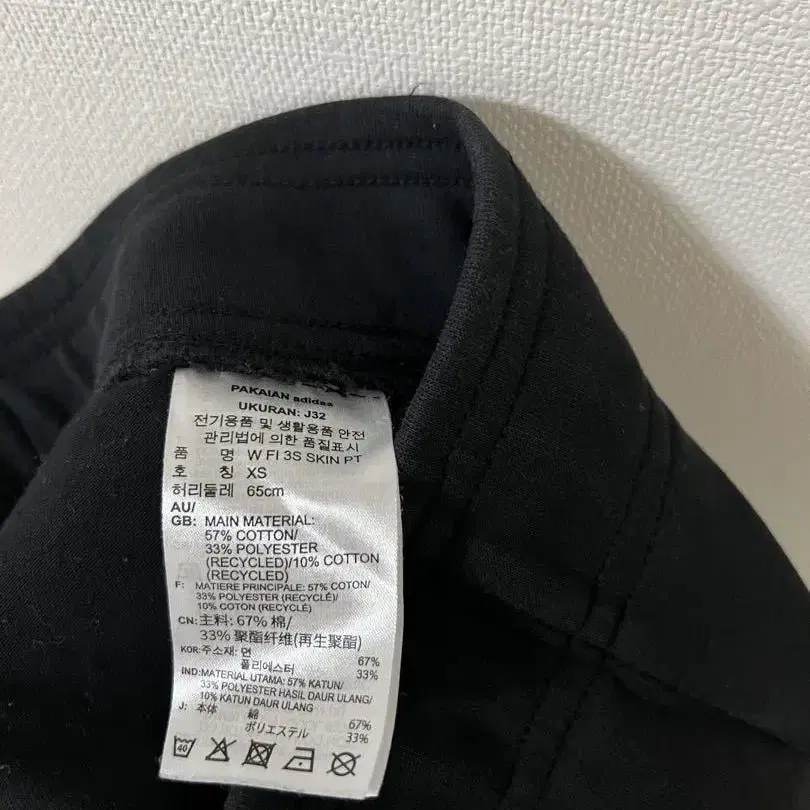 PAKAIAN adidas
UKURAN: J32
전기용품 및 생활용품 안전
관리법에 의한 품질표시
품 명 W FI 3S SKIN PT
호 칭 XS
허리둘레 65cm
AU/
GB: MAIN MATERIAL:
57% COTTON/
33% POLYESTER
(RECYCLED)/10% COTTON
(RECYCLED)
F: MATIERE PRINCIPALE: 57% COTON/
33% POLYESTER (RECYCLÉ)/
10% COTON (RECYCLÉ)
CN: 主料: 67% 棉/
33% 聚酯纤维(再生聚酯)
KOR: 주소재: 면 67%
폴리에스터 33%
IND: MATERIAL UTAMA: 57% KATUN/
33% POLYESTER HASIL DAUR ULANG/
10% KATUN DAUR ULANG
J: 本体 綿 67%
ポリエステル 33%
40